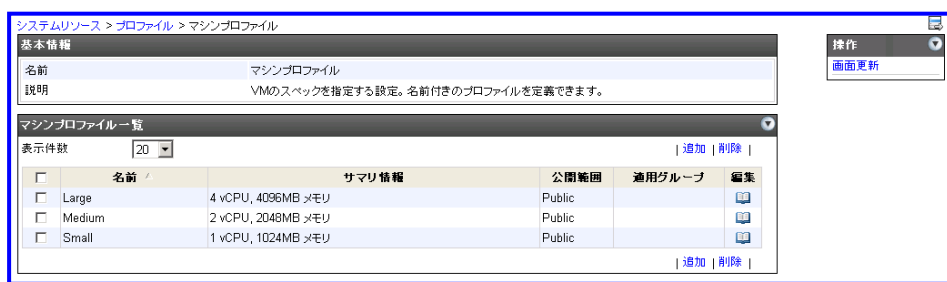 システムリソース > プロファイル > マシンプロファイル
基本情報
名前 マシンプロファイル
説明 VMのスペックを指定する設定。名前付きのプロファイルを定義できます。
マシンプロファイル一覧
表示件数 20 | 追加 | 削除 |
名前 サマリ情報 公開範囲 適用グループ 編集
Large 4 vCPU, 4096MB メモリ Public
Medium 2 vCPU, 2048MB メモリ Public
Small 1 vCPU, 1024MB メモリ Public
| 追加 | 削除 |
操作
画面更新